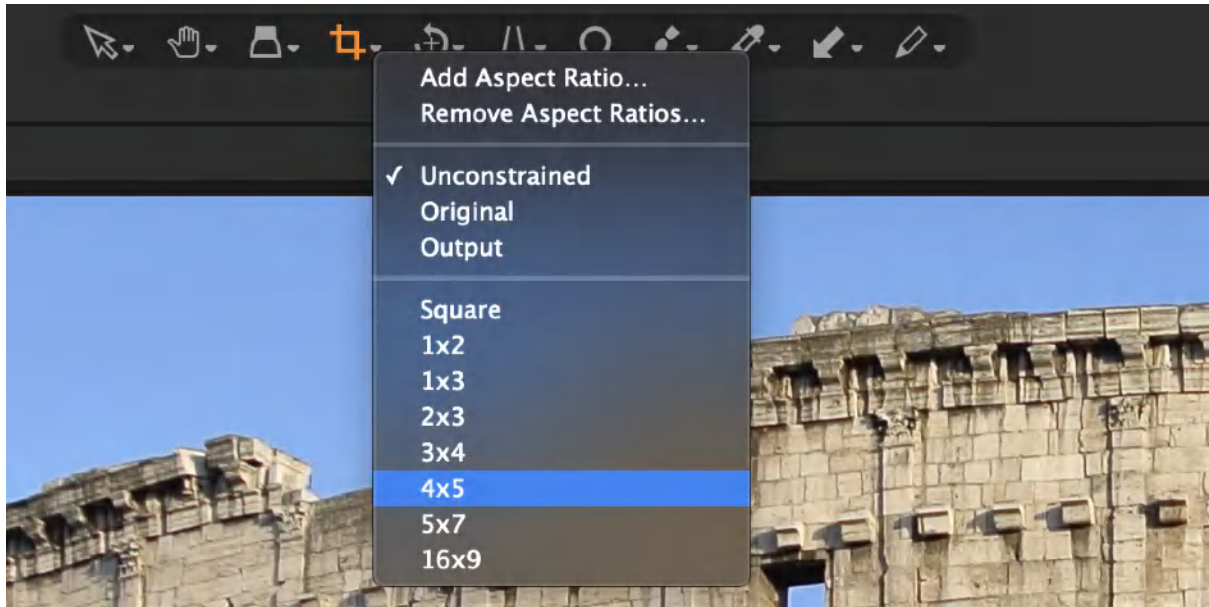 Add Aspect Ratio...
Remove Aspect Ratios...
✓ Unconstrained
Original
Output
Square
1x2
1x3
2x3
3x4
4x5
5x7
16x9